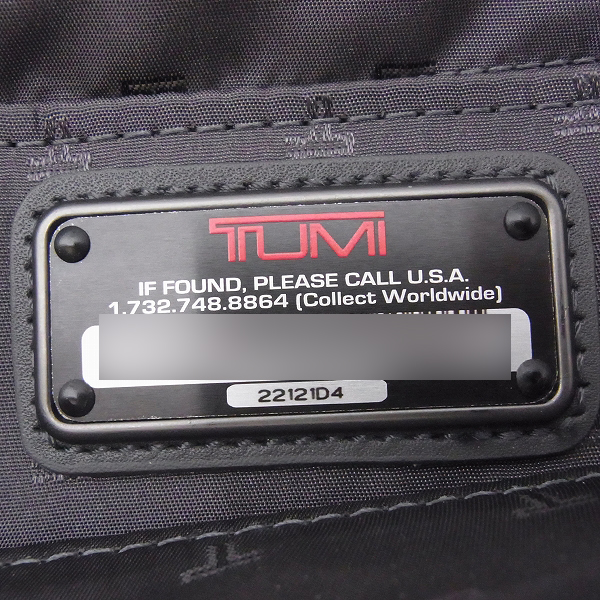 TUMI
IF FOUND, PLEASE CALL U.S.A.
1.732.748.8864 (Collect Worldwide)
22121D4